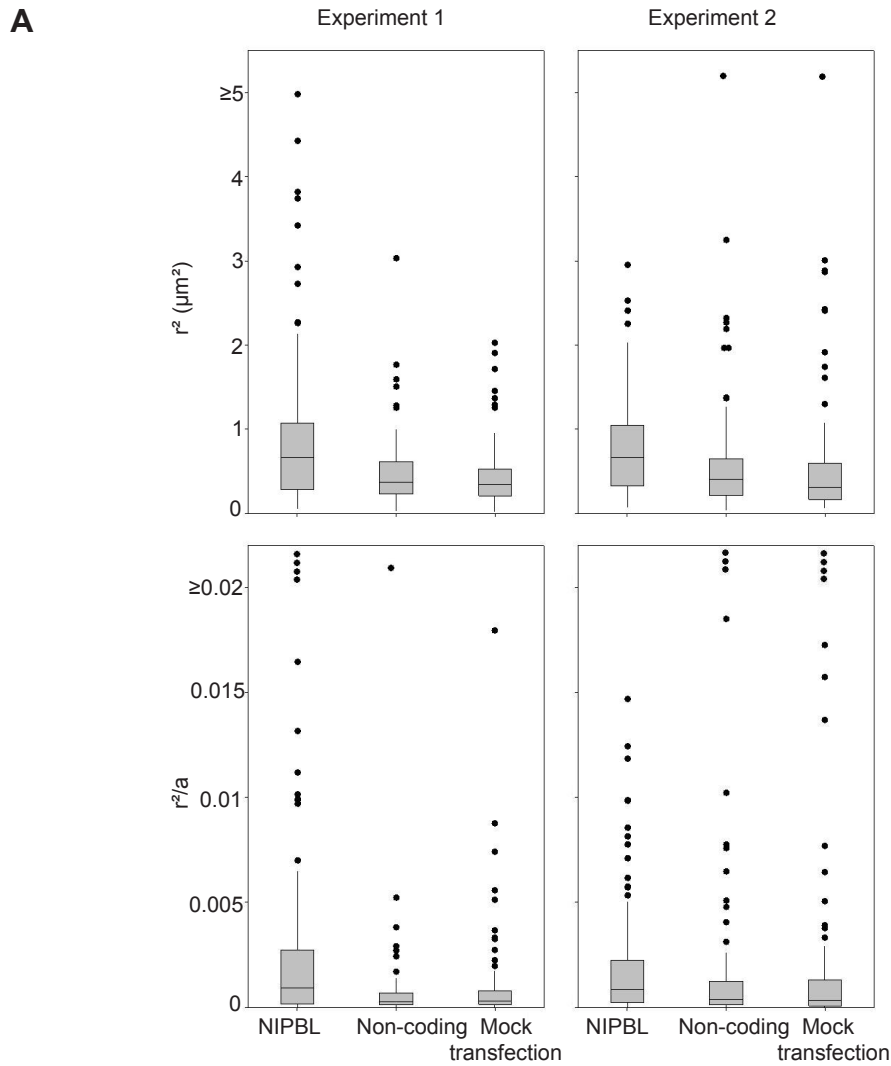 A
Experiment 1
Experiment 2
≥5
4
3
2
1
0
r² (µm²)
≥0.02
0.015
0.01
0.005
0
r²/a
NIPBL
Non-coding
Mock
transfection
NIPBL
Non-coding
Mock
transfection